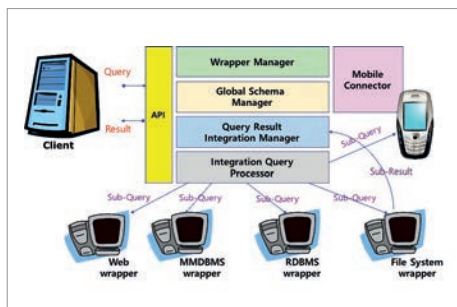 Query
Result
Client
API
Wrapper Manager
Global Schema
Manager
Query Result
Integration Manager
Integration Query
Processor
Mobile
Connector
Sub-Query
Sub-Result
Sub-Query
Sub-Query
Sub-Query
Sub-Query
Web
wrapper
MMDBMS
wrapper
RDBMS
wrapper
File System
wrapper